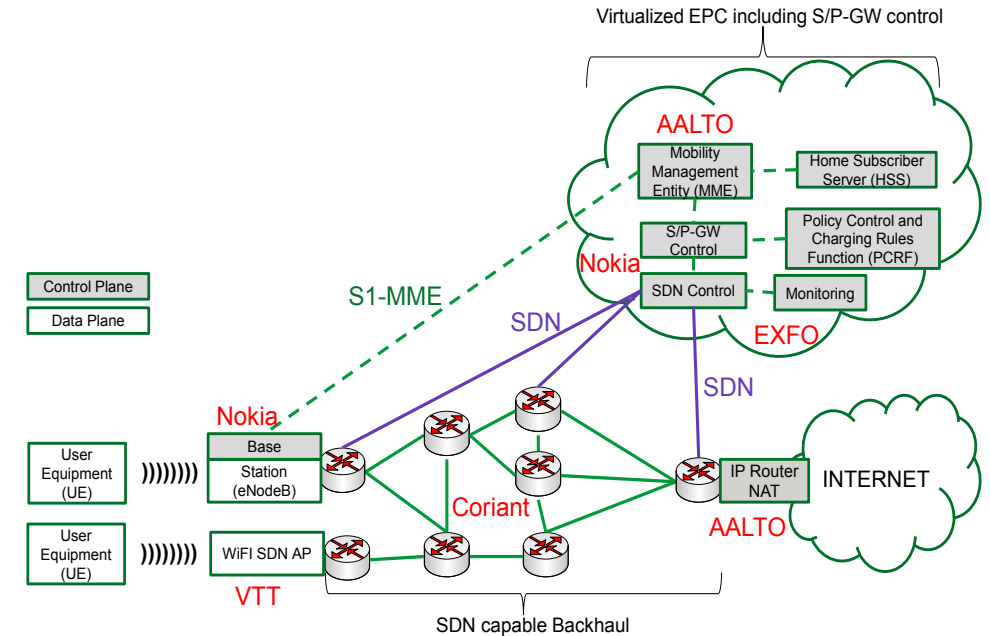 Virtualized EPC including S/P-GW control
AALTO
Mobility
Management
Entity (MME)
Home Subscriber
Server (HSS)
S/P-GW
Control
Policy Control and
Charging Rules
Function (PCRF)
Nokia
SDN Control
Monitoring
EXFO
Control Plane
Data Plane
S1-MME
SDN
SDN
Nokia
Base
Station
(eNodeB)
User
Equipment
(UE)
))))))))
Coriant
IP Router
NAT
INTERNET
AALTO
User
Equipment
(UE)
))))))))
WiFI SDN AP
VTT
SDN capable Backhaul